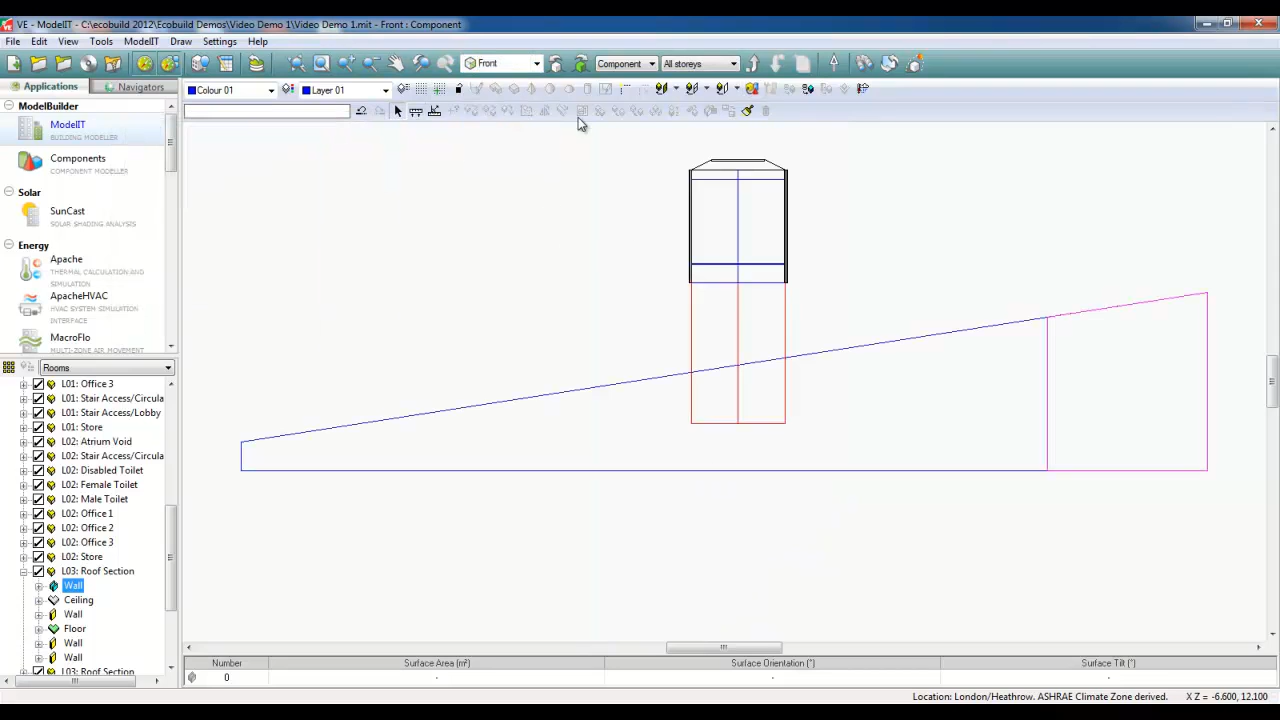 VE - ModelIT - C:\ecobuild 2012\Ecobuild Demos\Video Demo 1\Video Demo 1.mit - Front : Component
File Edit View Tools ModelIT Draw Settings Help
Front Component All storeys
Applications Navigators
Colour 01 Layer 01
ModelBuilder
ModelIT
BUILDING MODELLER
Components
COMPONENT MODELLER
Solar
SunCast
SOLAR SHADING ANALYSIS
Energy
Apache
THERMAL CALCULATION AND
SIMULATION
ApacheHVAC
HVAC SYSTEM SIMULATION
INTERFACE
MacroFlo
MULTI-ZONE AIR MOVEMENT
Rooms
L01: Office 3
L01: Stair Access/Circula
L01: Stair Access/Lobby
L01: Store
L02: Atrium Void
L02: Stair Access/Circula
L02: Disabled Toilet
L02: Female Toilet
L02: Male Toilet
L02: Office 1
L02: Office 2
L02: Office 3
L02: Store
L03: Roof Section
Wall
Ceiling
Wall
Floor
Wall
Wall
L03: Roof Section
Number Surface Area (m²) Surface Orientation (°) Surface Tilt (°)
0 . . .
Location: London/Heathrow. ASHRAE Climate Zone derived. X Z = -6.600, 12.100